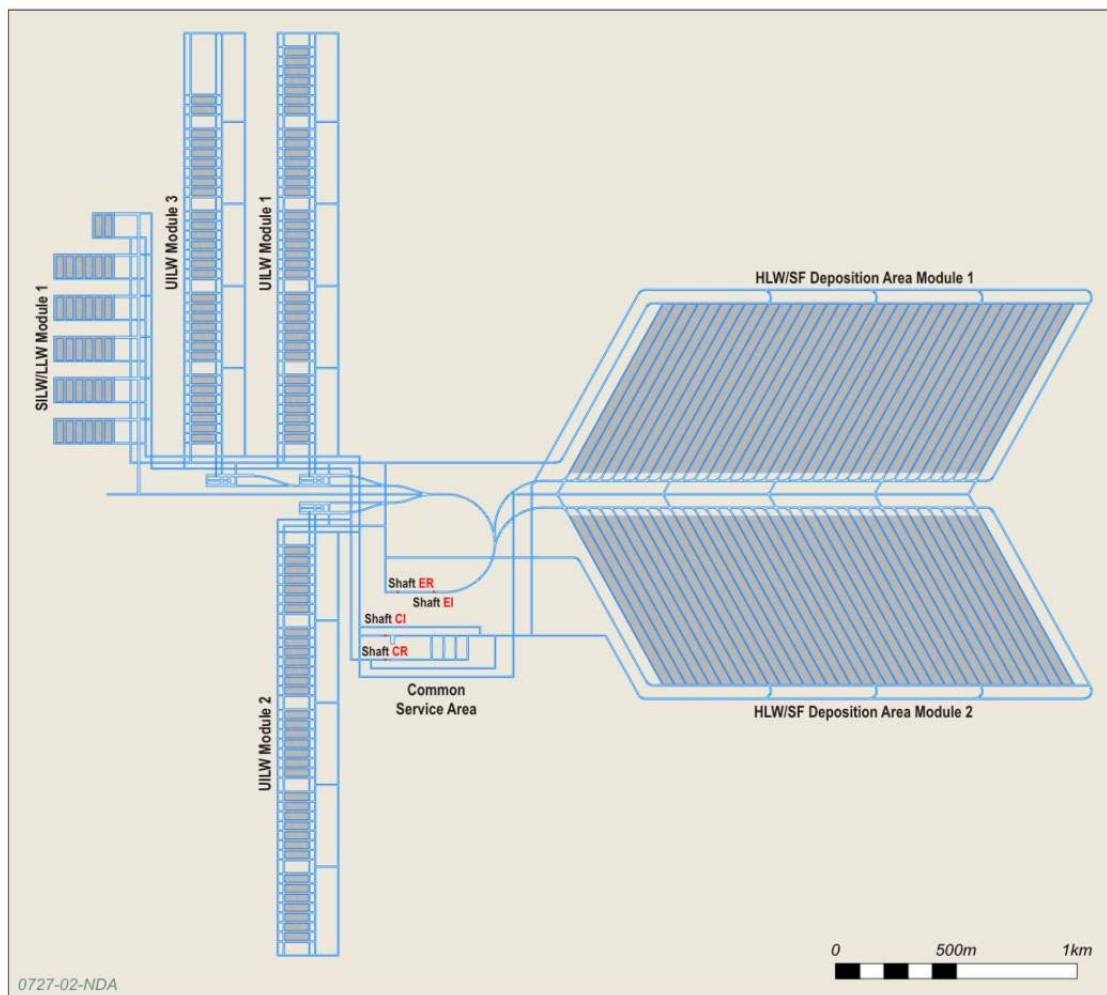 UILW Module 3
UILW Module 1
SILW/LLW Module 1
HLW/SF Deposition Area Module 1
Shaft ER
Shaft EI
Shaft CI
Shaft CR
Common
Service Area
HLW/SF Deposition Area Module 2
UILW Module 2
0 500m 1km
0727-02-NDA